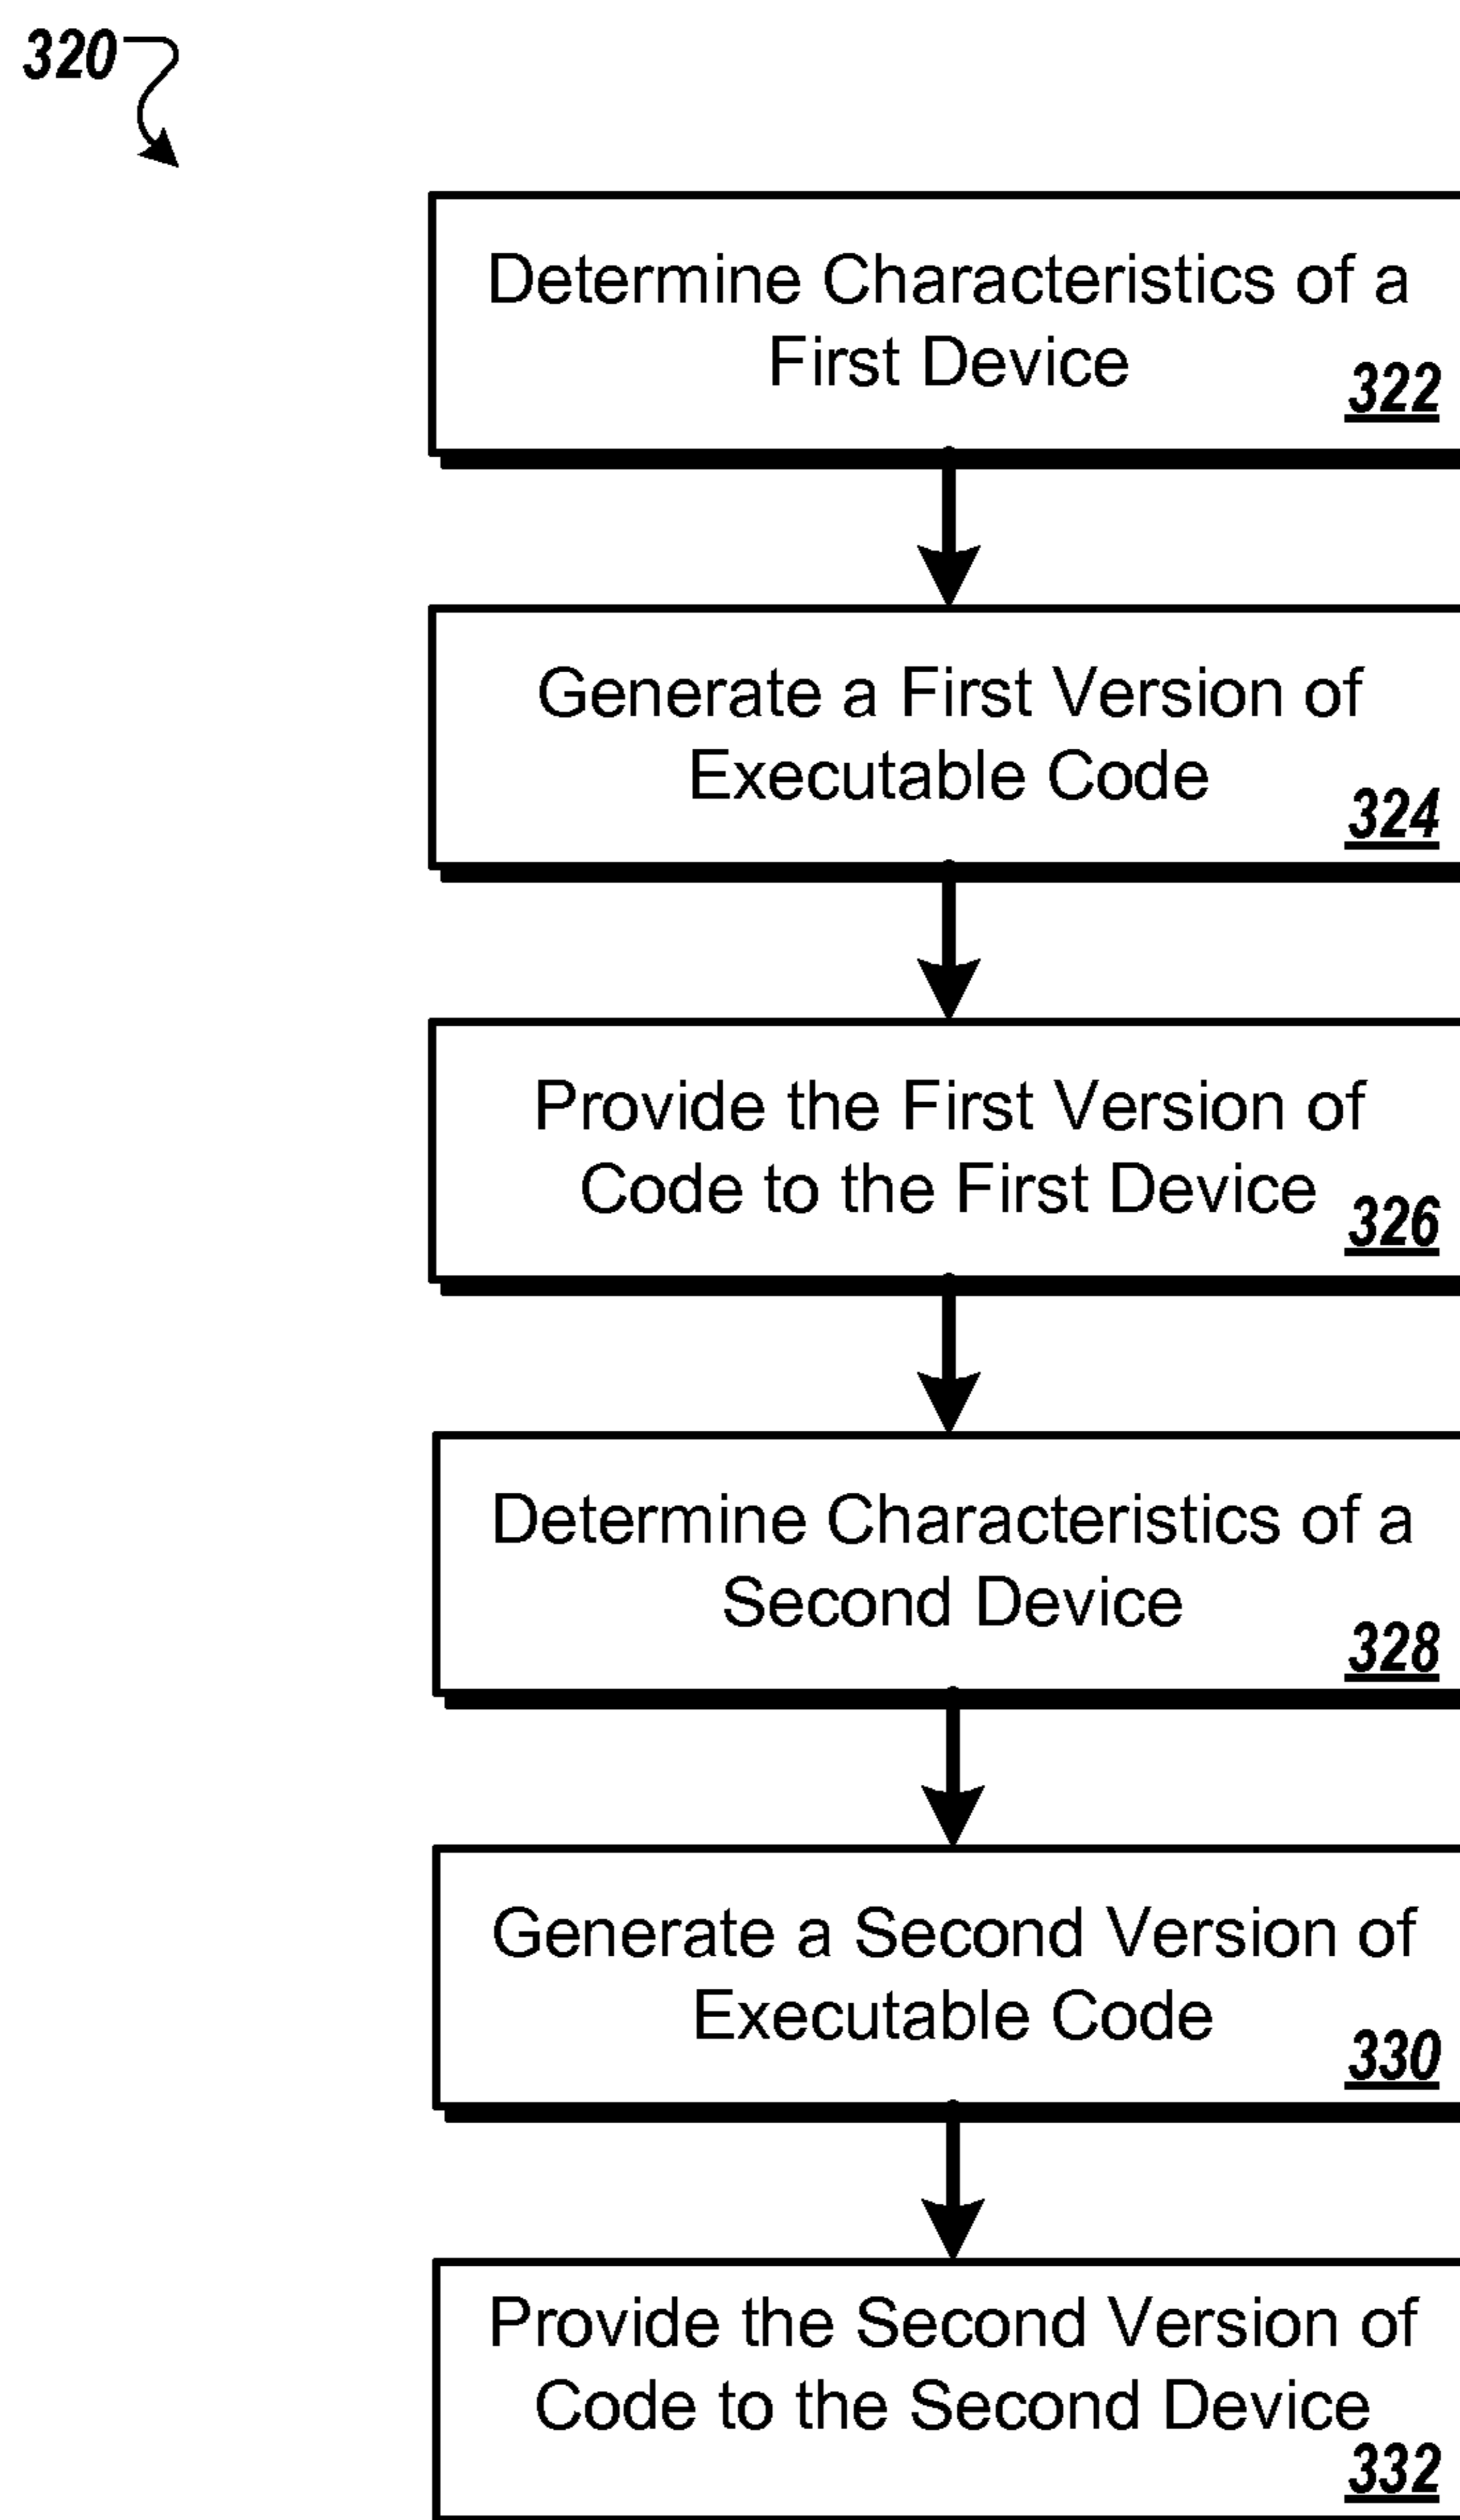 320
Determine Characteristics of a
First Device
322
Generate a First Version of
Executable Code
324
Provide the First Version of
Code to the First Device
326
Determine Characteristics of a
Second Device
328
Generate a Second Version of
Executable Code
330
Provide the Second Version of
Code to the Second Device
332